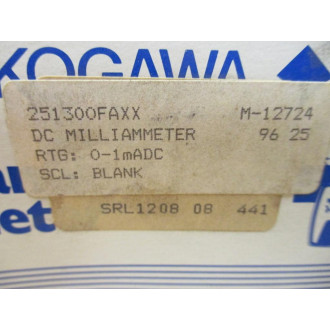 KOGAWA
251300FAXX M-12724
DC MILLIAMMETER 96 25
RTG: 0-1mADC
SCL: BLANK
SRL1208 08 441